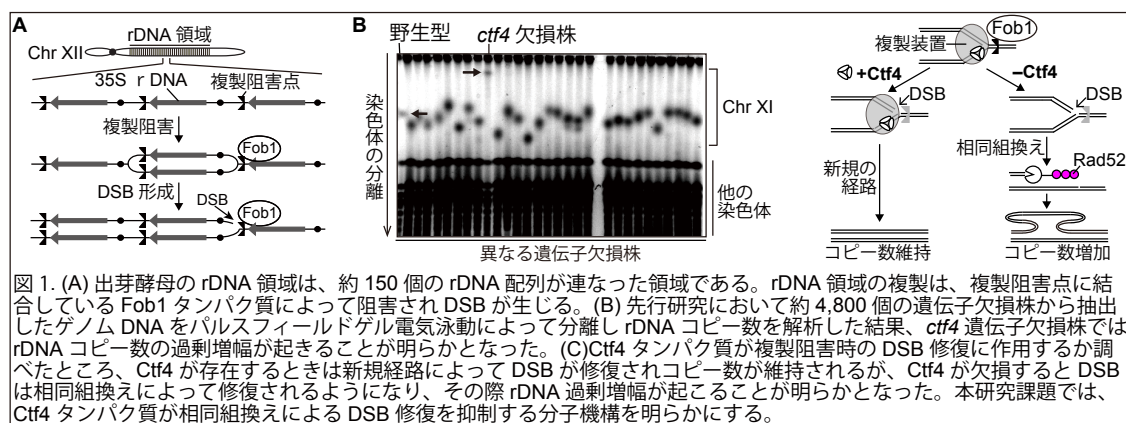 A
rDNA 領域
Chr XII
35S r DNA 複製阻害点
複製阻害
Fob1
DSB 形成
DSB
Fob1
B
野生型
ctf4 欠損株
染色体の分離
Chr XI
他の染色体
異なる遺伝子欠損株
Fob1
複製装置
+Ctf4
–Ctf4
DSB
DSB
新規の
経路
相同組換え
Rad52
コピー数維持
コピー数増加
図 1. (A) 出芽酵母の rDNA 領域は、約 150 個の rDNA 配列が連なった領域である。rDNA 領域の複製は、複製阻害点に結
合している Fob1 タンパク質によって阻害され DSB が生じる。(B) 先行研究において約 4,800 個の遺伝子欠損株から抽出
したゲノム DNA をパルスフィールドゲル電気泳動によって分離し rDNA コピー数を解析した結果、ctf4 遺伝子欠損株では
rDNA コピー数の過剰増幅が起きることが明らかとなった。(C)Ctf4 タンパク質が複製阻害時の DSB 修復に作用するか調
べたところ、Ctf4 が存在するときは新規経路によって DSB が修復されコピー数が維持されるが、Ctf4 が欠損すると DSB
は相同組換えによって修復されるようになり、その際 rDNA 過剰増幅が起こることが明らかとなった。本研究課題では、
Ctf4 タンパク質が相同組換えによる DSB 修復を抑制する分子機構を明らかにする。